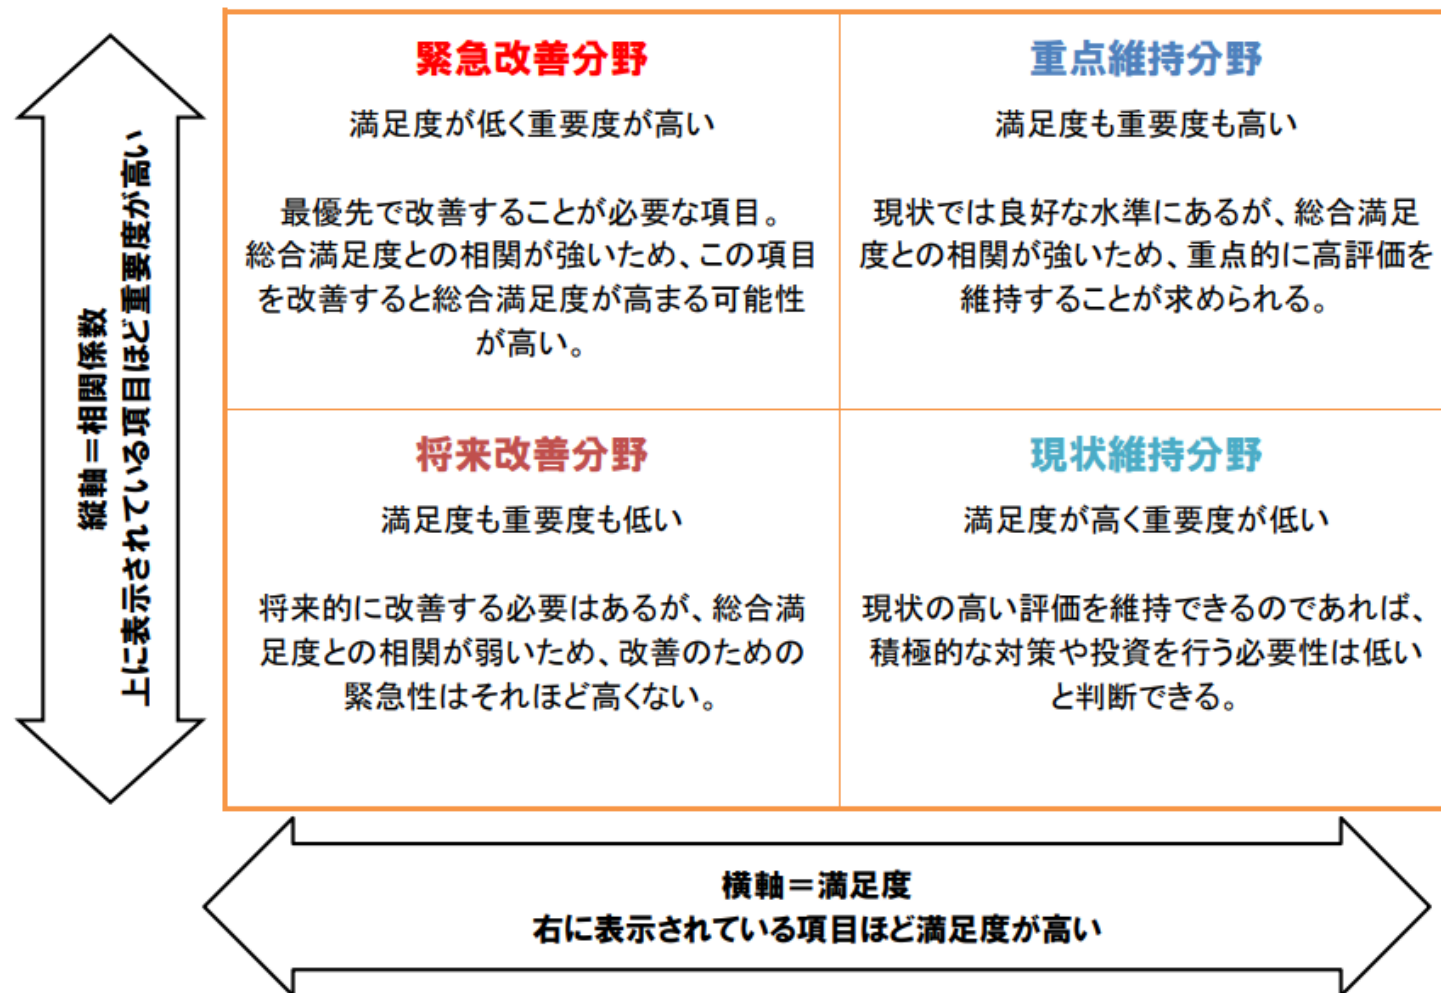 縦軸＝相関係数
上に表示されている項目ほど重要度が高い
緊急改善分野
満足度が低く重要度が高い
最優先で改善することが必要な項目。
総合満足度との相関が強いため、この項目
を改善すると総合満足度が高まる可能性
が高い。
重点維持分野
満足度も重要度も高い
現状では良好な水準にあるが、総合満足
度との相関が強いため、重点的に高評価を
維持することが求められる。
将来改善分野
満足度も重要度も低い
将来的に改善する必要はあるが、総合満
足度との相関が弱いため、改善のための
緊急性はそれほど高くない。
現状維持分野
満足度が高く重要度が低い
現状の高い評価を維持できるのであれば、
積極的な対策や投資を行う必要性は低い
と判断できる。
横軸＝満足度
右に表示されている項目ほど満足度が高い